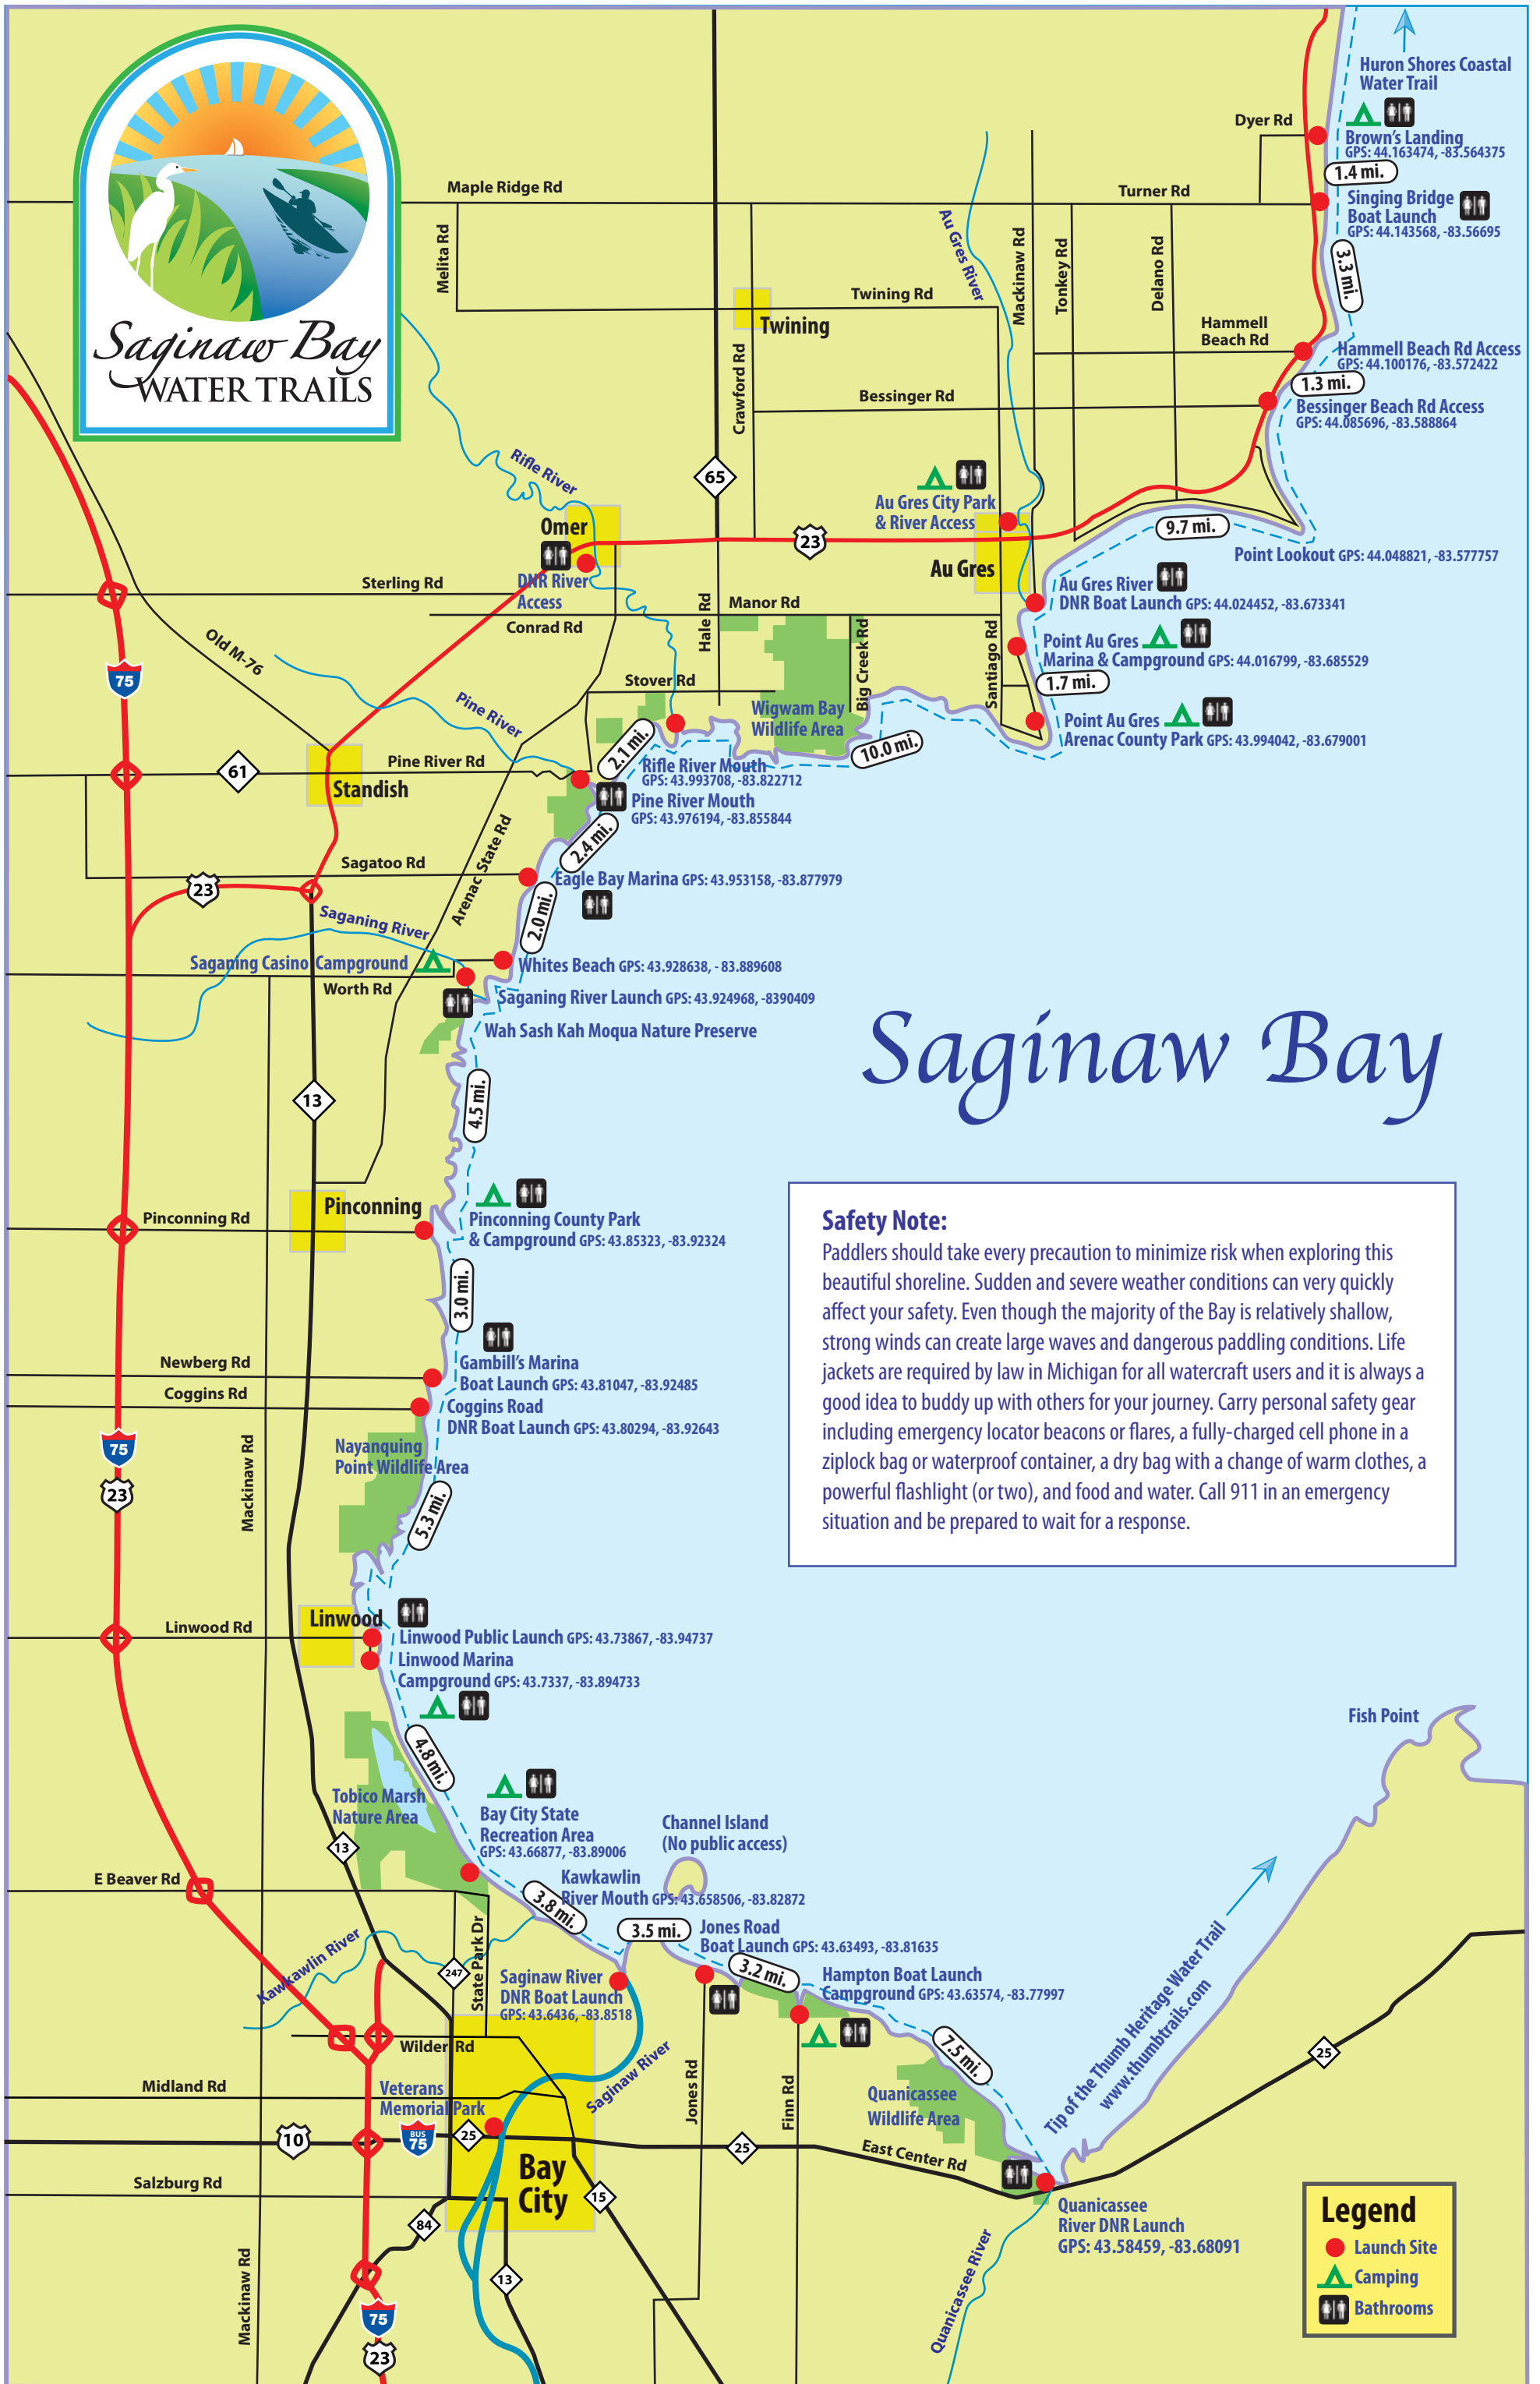 Saginaw Bay
WATER TRAILS
Huron Shores Coastal
Water Trail
Dyer Rd
Brown's Landing
GPS: 44.163474, -83.564375
1.4 mi.
Maple Ridge Rd
Turner Rd
Singing Bridge
Boat Launch
GPS: 44.143568, -83.56695
3.3 mi.
Melita Rd
Au Gres River
Mackinaw Rd
Tonkey Rd
Delano Rd
Twining Rd
Twining
Hammell
Beach Rd
Hammell Beach Rd Access
GPS: 44.100176, -83.572422
1.3 mi.
Crawford Rd
Bessinger Rd
Bessinger Beach Rd Access
GPS: 44.085696, -83.588864
Rifle River
65
Au Gres City Park
& River Access
Omer
23
9.7 mi.
Point Lookout GPS: 44.048821, -83.577757
Au Gres
DNR River
Access
Sterling Rd
Au Gres River
DNR Boat Launch GPS: 44.024452, -83.673341
Manor Rd
Conrad Rd
Hale Rd
Big Creek Rd
Santiago Rd
Old M-76
Point Au Gres
Marina & Campground GPS: 44.016799, -83.685529
75
Stover Rd
1.7 mi.
Pine River
Wigwam Bay
Wildlife Area
Point Au Gres
Arenac County Park GPS: 43.994042, -83.679001
2.1 mi.
10.0 mi.
61
Pine River Rd
Rifle River Mouth
GPS: 43.993708, -83.822712
Standish
Pine River Mouth
GPS: 43.976194, -83.855844
2.4 mi.
Arenac State Rd
Sagatoo Rd
Eagle Bay Marina GPS: 43.953158, -83.877979
23
2.0 mi.
Saganing River
Saganing Casino Campground
Whites Beach GPS: 43.928638, - 83.889608
Worth Rd
Saganing River Launch GPS: 43.924968, -8390409
Wah Sash Kah Moqua Nature Preserve
Saginaw Bay
13
4.5 mi.
Pinconning
Pinconning Rd
Pinconning County Park
& Campground GPS: 43.85323, -83.92324
Safety Note:
Paddlers should take every precaution to minimize risk when exploring this
beautiful shoreline. Sudden and severe weather conditions can very quickly
affect your safety. Even though the majority of the Bay is relatively shallow,
strong winds can create large waves and dangerous paddling conditions. Life
jackets are required by law in Michigan for all watercraft users and it is always a
good idea to buddy up with others for your journey. Carry personal safety gear
including emergency locator beacons or flares, a fully-charged cell phone in a
ziplock bag or waterproof container, a dry bag with a change of warm clothes, a
powerful flashlight (or two), and food and water. Call 911 in an emergency
situation and be prepared to wait for a response.
3.0 mi.
Newberg Rd
Gambill's Marina
Boat Launch GPS: 43.81047, -83.92485
Coggins Rd
Coggins Road
DNR Boat Launch GPS: 43.80294, -83.92643
75
23
Mackinaw Rd
Nayanquing
Point Wildlife Area
5.3 mi.
Linwood
Linwood Rd
Linwood Public Launch GPS: 43.73867, -83.94737
Linwood Marina
Campground GPS: 43.7337, -83.894733
Fish Point
4.8 mi.
Tobico Marsh
Nature Area
Bay City State
Recreation Area
GPS: 43.66877, -83.89006
Channel Island
(No public access)
13
E Beaver Rd
Kawkawlin
River Mouth GPS: 43.658506, -83.82872
3.8 mi.
3.5 mi.
Jones Road
Boat Launch GPS: 43.63493, -83.81635
Kawkawlin River
247
State Park Dr
Saginaw River
DNR Boat Launch
GPS: 43.6436, -83.8518
3.2 mi.
Hampton Boat Launch
Campground GPS: 43.63574, -83.77997
Tip of the Thumb Heritage Water Trail
www.thumbtrails.com
Wilder Rd
7.5 mi.
25
Midland Rd
Veterans
Memorial Park
Saginaw River
Jones Rd
Finn Rd
Quanicassee
Wildlife Area
10
BUS
75
25
25
East Center Rd
Salzburg Rd
Bay
City
15
84
Quanicassee
River DNR Launch
GPS: 43.58459, -83.68091
Mackinaw Rd
13
75
23
Quanicassee River
Legend
Launch Site
Camping
Bathrooms